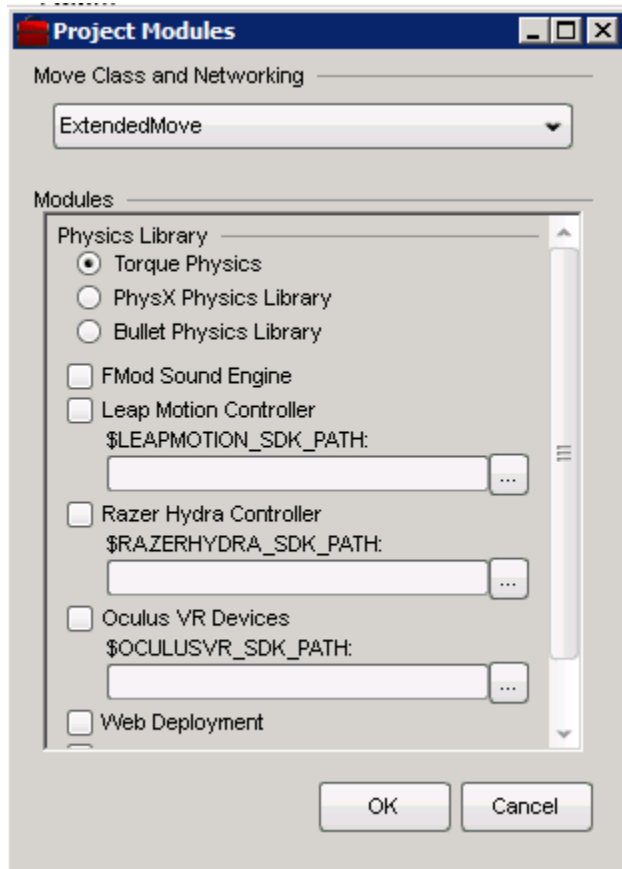 Project Modules
Move Class and Networking
ExtendedMove
Modules
Physics Library
Torque Physics
PhysX Physics Library
Bullet Physics Library
FMod Sound Engine
Leap Motion Controller
$LEAPMOTION_SDK_PATH:
...
Razer Hydra Controller
$RAZERHYDRA_SDK_PATH:
...
Oculus VR Devices
$OCULUSVR_SDK_PATH:
...
Web Deployment
OK Cancel